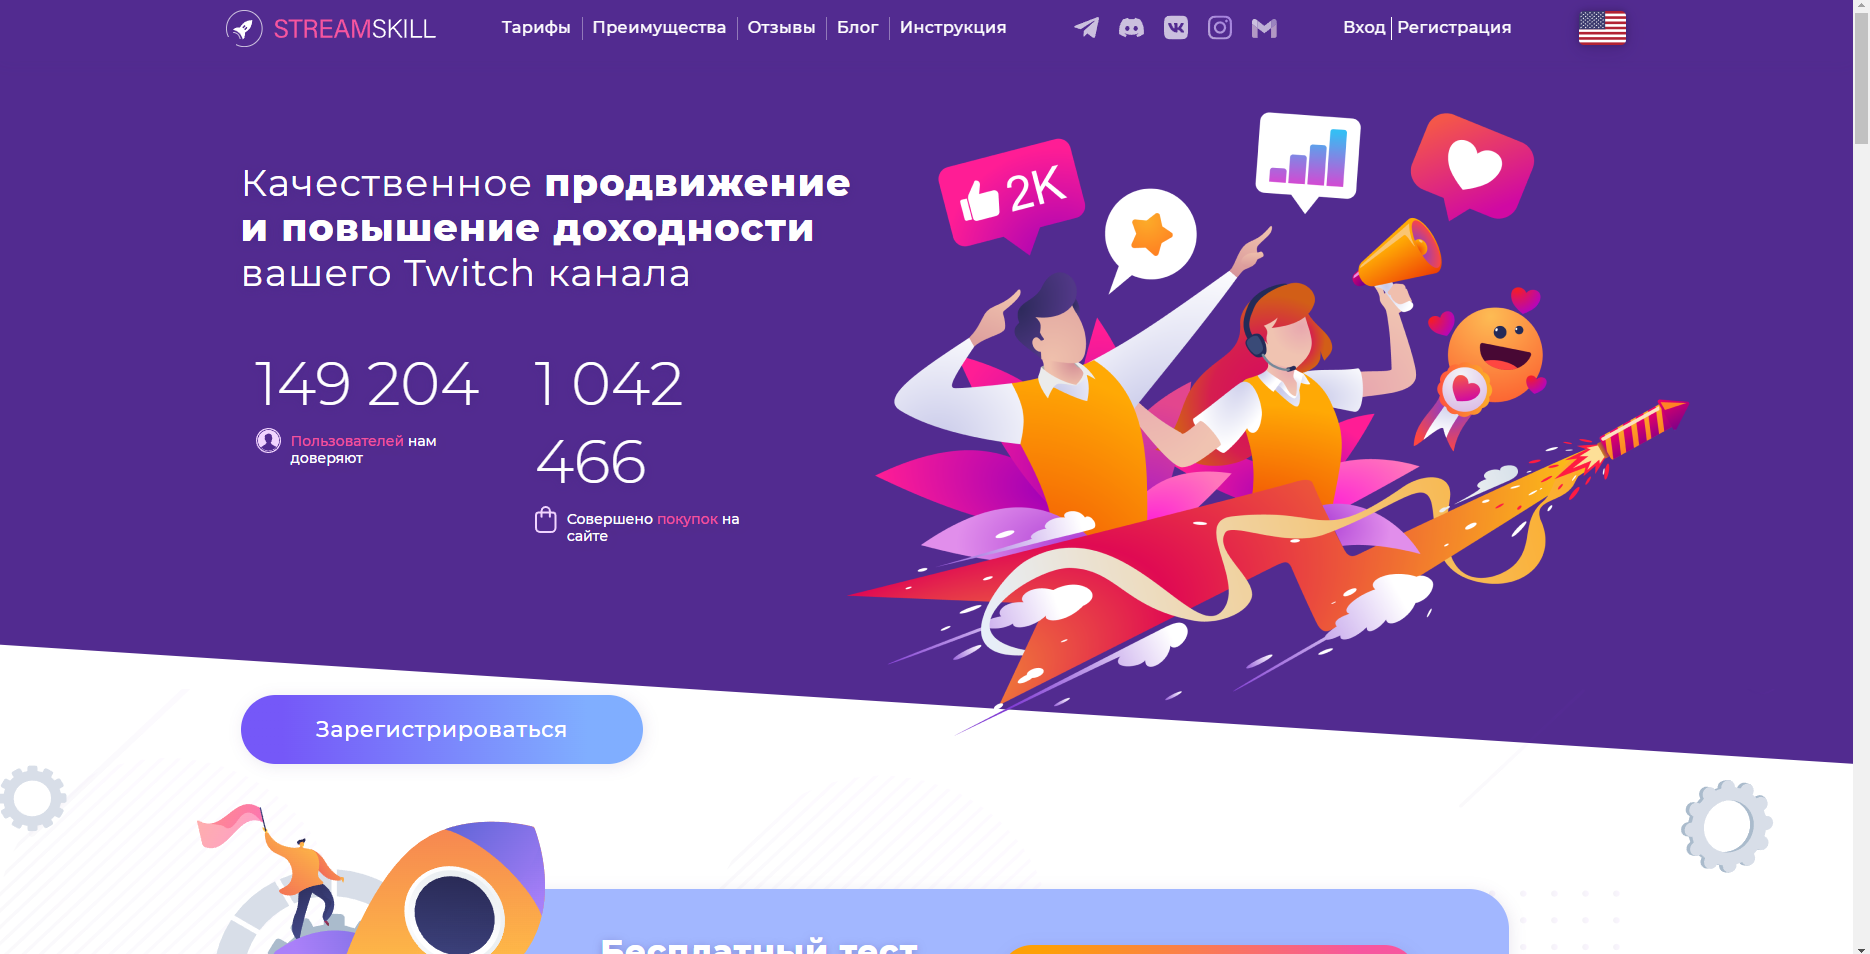 STREAMSKILL
Тарифы
Преимущества
Отзывы
Блог
Инструкция
Вход
Регистрация
Качественное продвижение
и повышение доходности
вашего Twitch канала
149 204
Пользователей нам
доверяют
1 042
466
Совершено покупок на
сайте
2K
Зарегистрироваться
Бесплатный тест